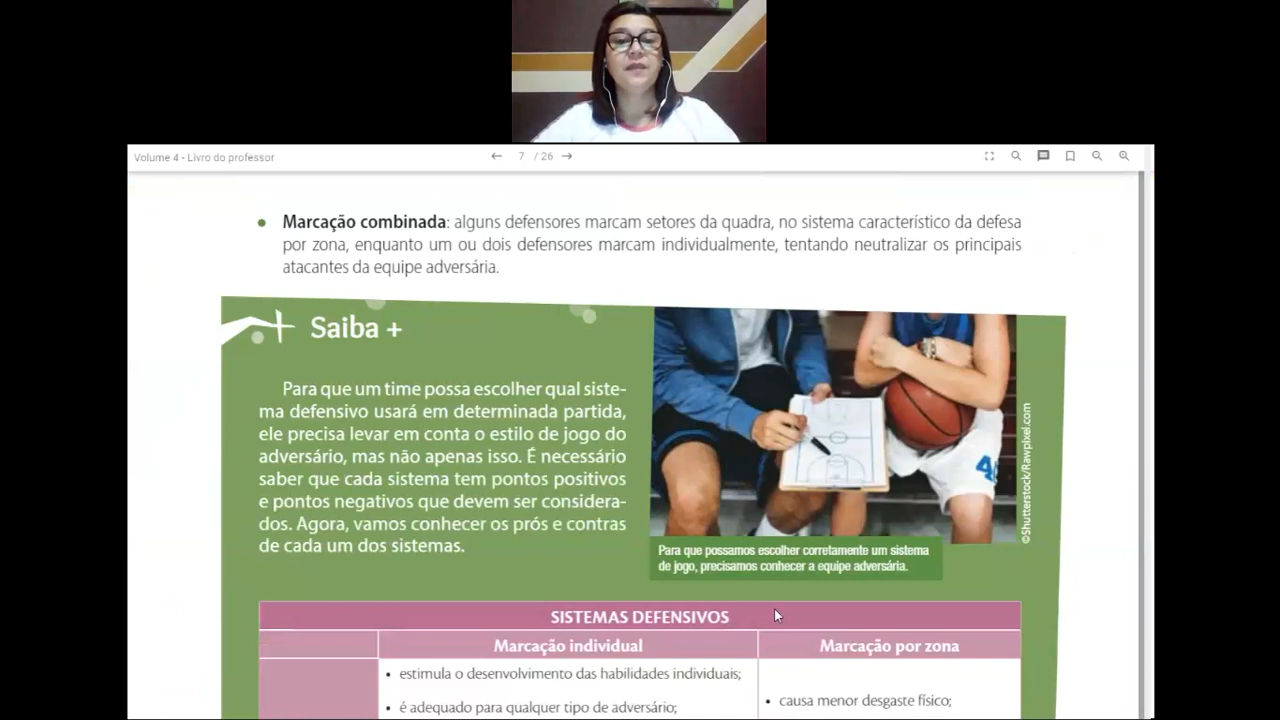 Volume 4 - Livro do professor
7 / 26
Marcação combinada: alguns defensores marcam setores da quadra, no sistema característico da defesa
por zona, enquanto um ou dois defensores marcam individualmente, tentando neutralizar os principais
atacantes da equipe adversária.
Saiba +
Para que um time possa escolher qual siste-
ma defensivo usará em determinada partida,
ele precisa levar em conta o estilo de jogo do
adversário, mas não apenas isso. É necessário
saber que cada sistema tem pontos positivos
e pontos negativos que devem ser considera-
dos. Agora, vamos conhecer os prós e contras
de cada um dos sistemas.
©Shutterstock/Rawpixel.com
Para que possamos escolher corretamente um sistema
de jogo, precisamos conhecer a equipe adversária.
SISTEMAS DEFENSIVOS
Marcação individual
Marcação por zona
• estimula o desenvolvimento das habilidades individuais;
• é adequado para qualquer tipo de adversário;
• causa menor desgaste físico;